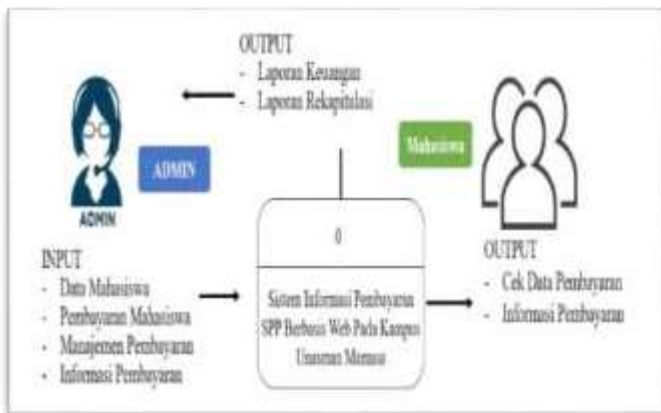 OUTPUT
- Laporan Keuangan
- Laporan Rekapitulasi
ADMIN
Mahasiswa
ADMIN
INPUT
- Data Mahasiswa
- Pembayaran Mahasiswa
- Manajemen Pembayaran
- Informasi Pembayaran
0
Sistem Informasi Pembayaran
SPP Berbasis Web Pada Kampus
Unasman Mamasa
OUTPUT
- Cek Data Pembayaran
- Informasi Pembayaran